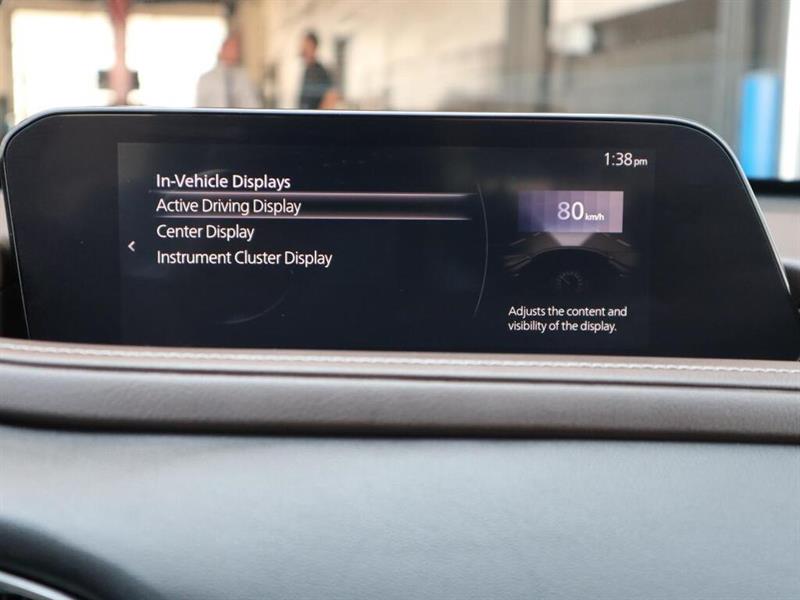 1:38pm
In-Vehicle Displays
Active Driving Display
Center Display
Instrument Cluster Display
80 km/h
Adjusts the content and
visibility of the display.